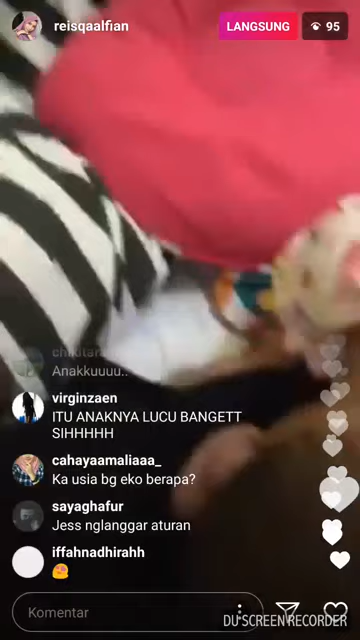 reisqaalfian
LANGSUNG
95
chikitara
Anakkuuuu..
virginzaen
ITU ANAKNYA LUCU BANGETT
SIHHHHH
cahayaamaliaaa_
Ka usia bg eko berapa?
sayaghafur
Jess nglanggar aturan
iffahnadhirahh
Komentar
DU SCREEN RECORDER